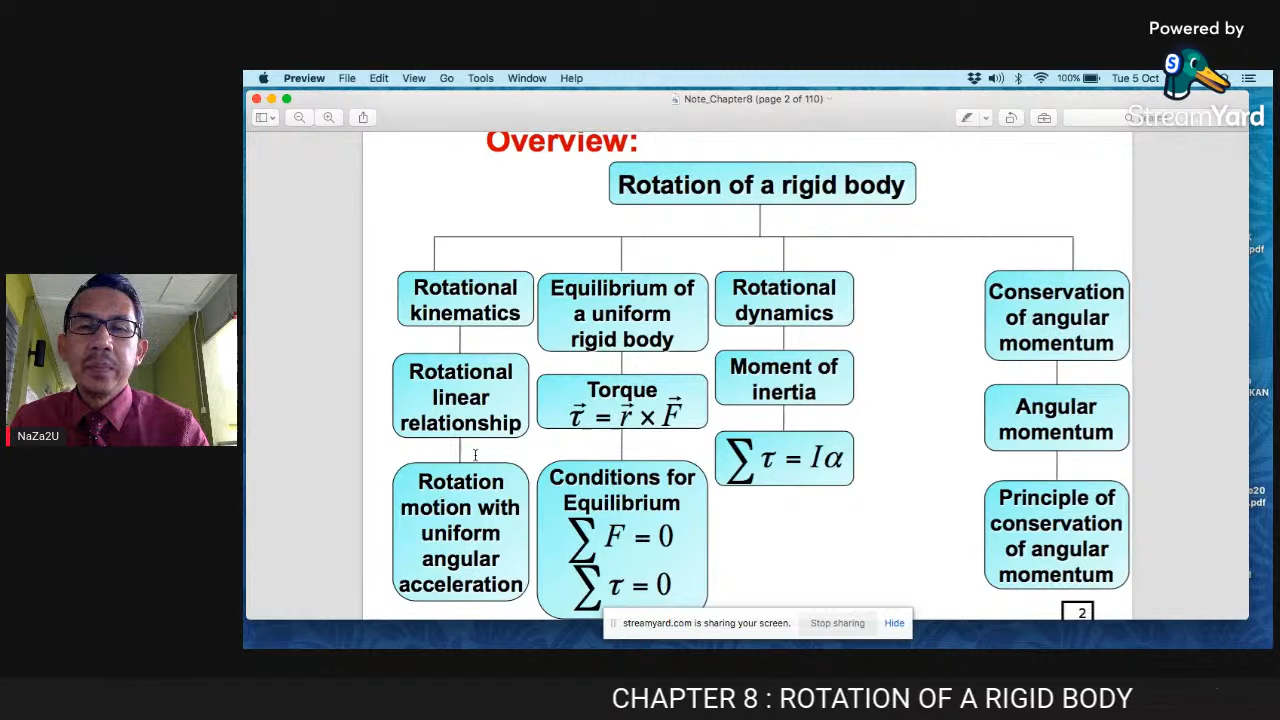 Powered by
StreamYard
Preview File Edit View Go Tools Window Help
100% Tue 5 Oct
Note_Chapter8 (page 2 of 110)
Overview:
Rotation of a rigid body
Rotational
kinematics
Rotational
linear
relationship
Rotation
motion with
uniform
angular
acceleration
Equilibrium of
a uniform
rigid body
Torque
τ⃗ = r⃗ × F⃗
Conditions for
Equilibrium
∑ F = 0
∑ τ = 0
Rotational
dynamics
Moment of
inertia
∑ τ = Iα
Conservation
of angular
momentum
Angular
momentum
Principle of
conservation
of angular
momentum
2
.pdf
KAN
e20
.pdf
NaZa2U
streamyard.com is sharing your screen. Stop sharing Hide
CHAPTER 8 : ROTATION OF A RIGID BODY